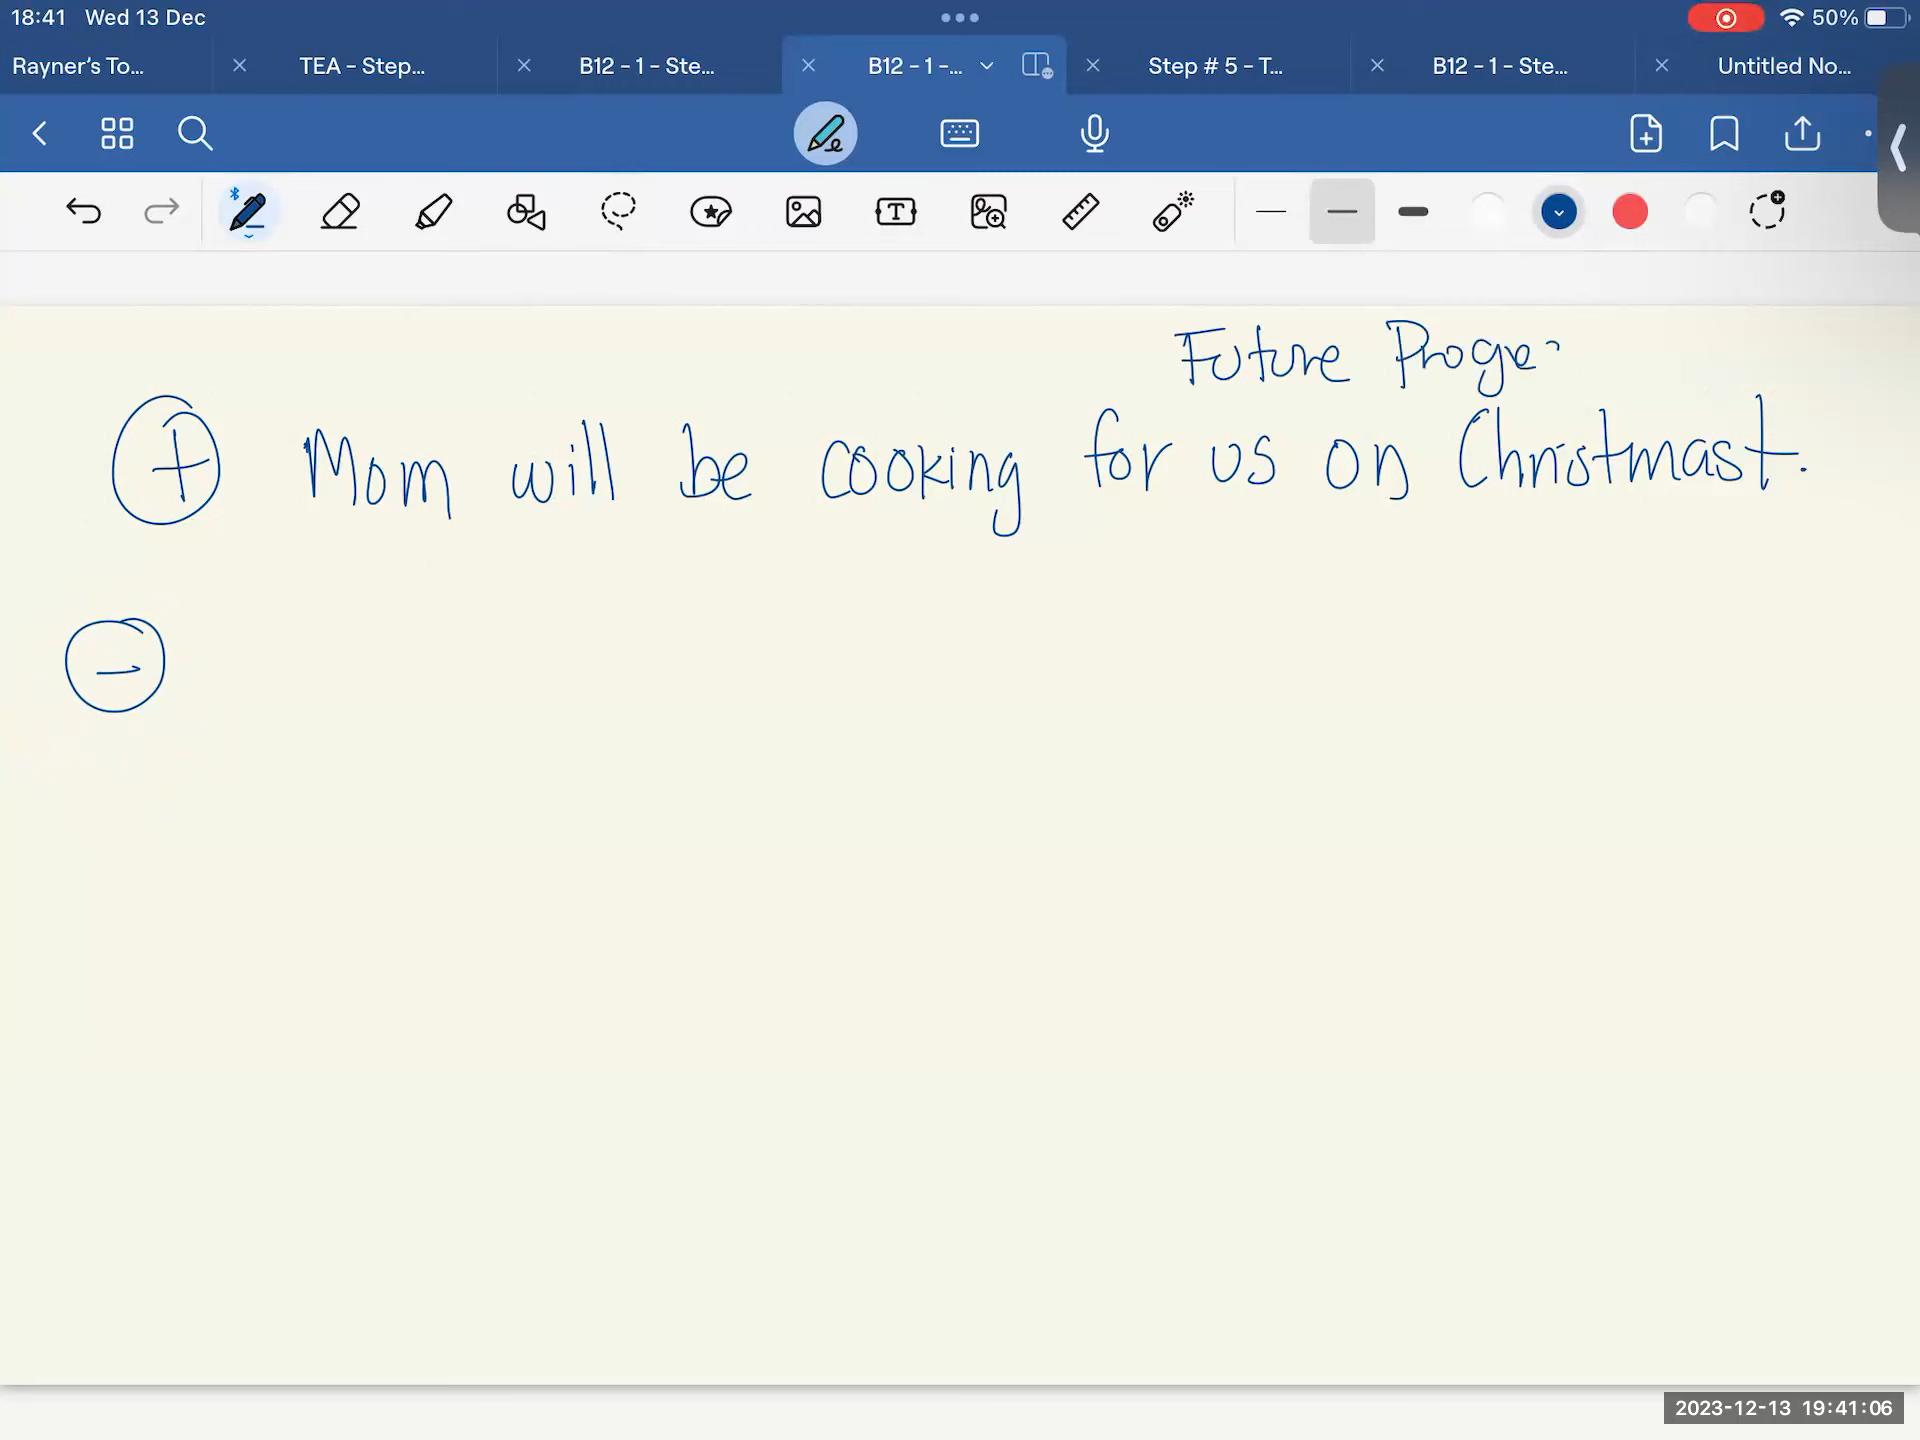 18:41 Wed 13 Dec
50%
Rayner's To... TEA - Step... B12 - 1 - Ste... B12 - 1 -... Step # 5 - T... B12 - 1 - Ste... Untitled No...
Future Progre
+ Mom will be cooking for us on Christmast.
-
2023-12-13 19:41:06